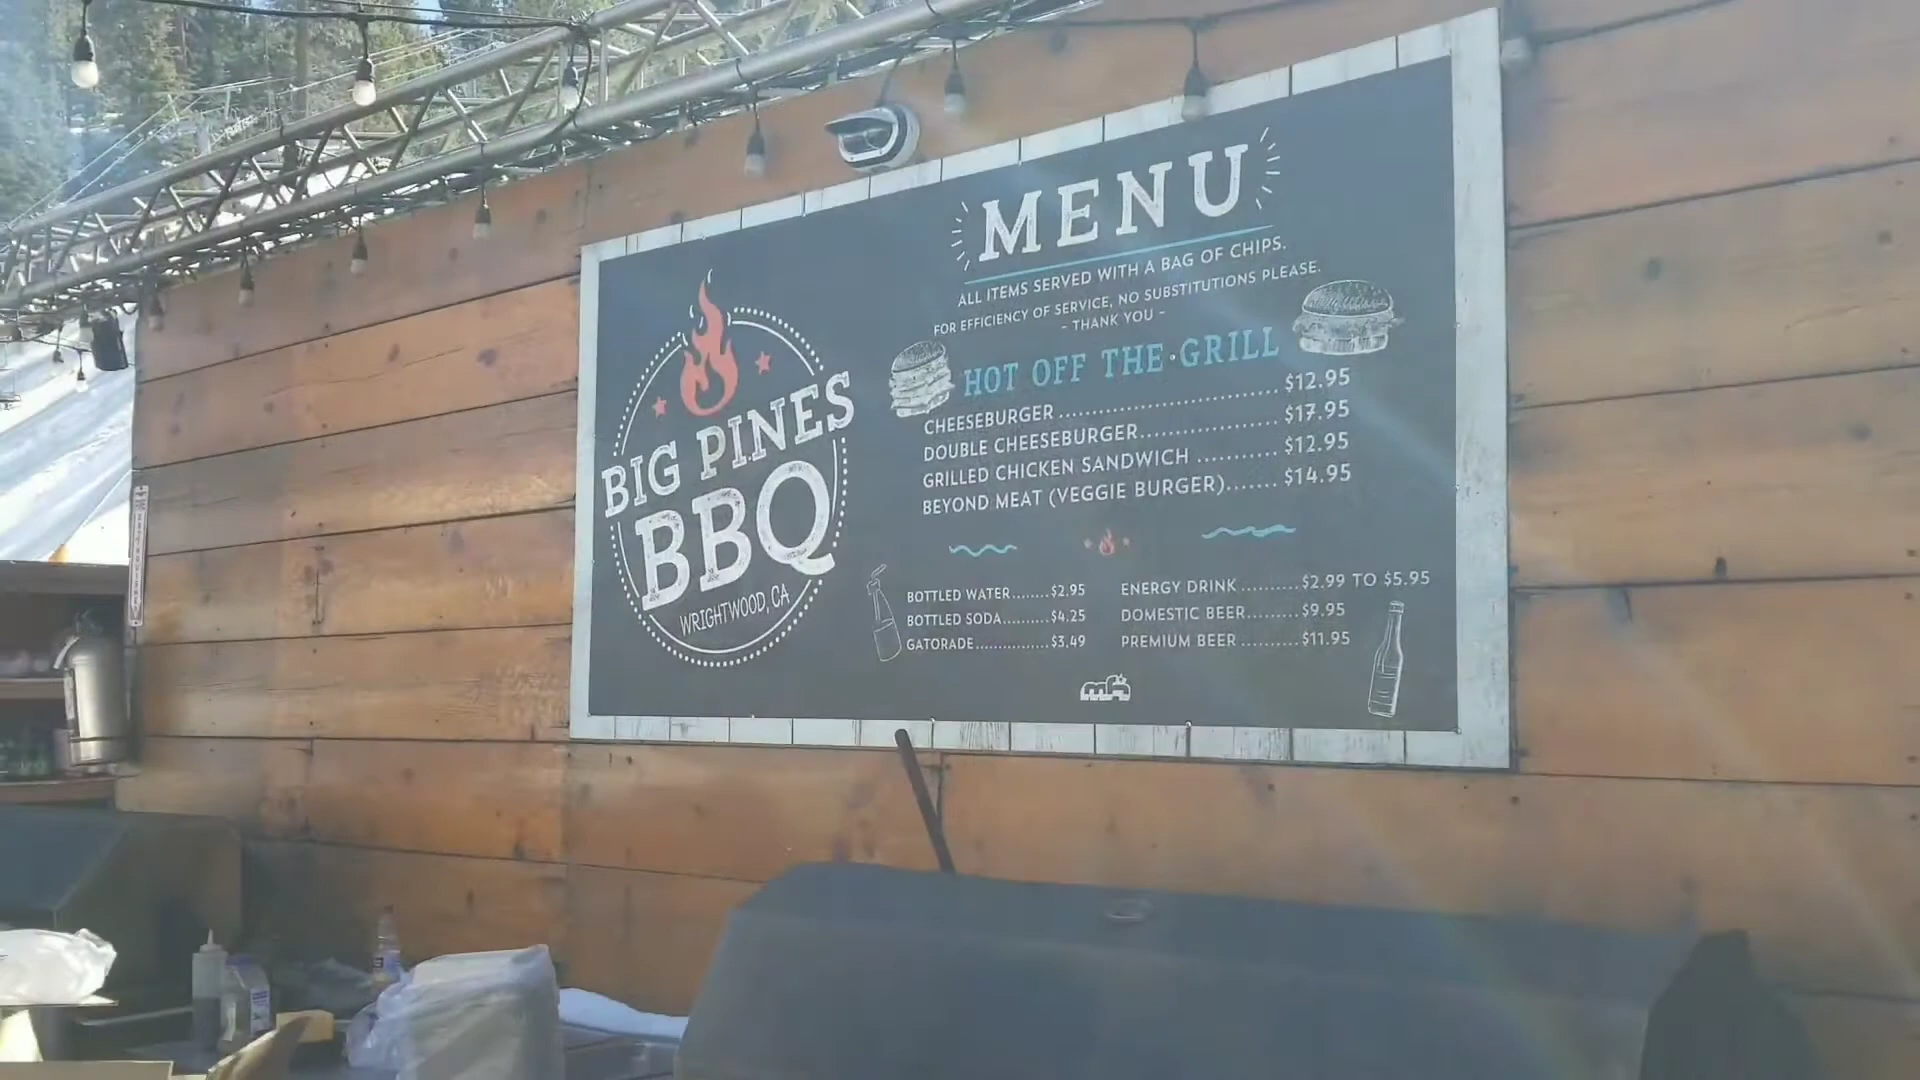 MENU
ALL ITEMS SERVED WITH A BAG OF CHIPS.
FOR EFFICIENCY OF SERVICE, NO SUBSTITUTIONS PLEASE.
- THANK YOU -
HOT OFF THE GRILL
CHEESEBURGER ........................................ $12.95
DOUBLE CHEESEBURGER........................ $17.95
GRILLED CHICKEN SANDWICH ........... $12.95
BEYOND MEAT (VEGGIE BURGER)....... $14.95
BIG PINES
BBQ
WRIGHTWOOD, CA
BOTTLED WATER........$2.95
BOTTLED SODA..........$4.25
GATORADE................$3.49
ENERGY DRINK ..........$2.99 TO $5.95
DOMESTIC BEER.........$9.95
PREMIUM BEER ..........$11.95